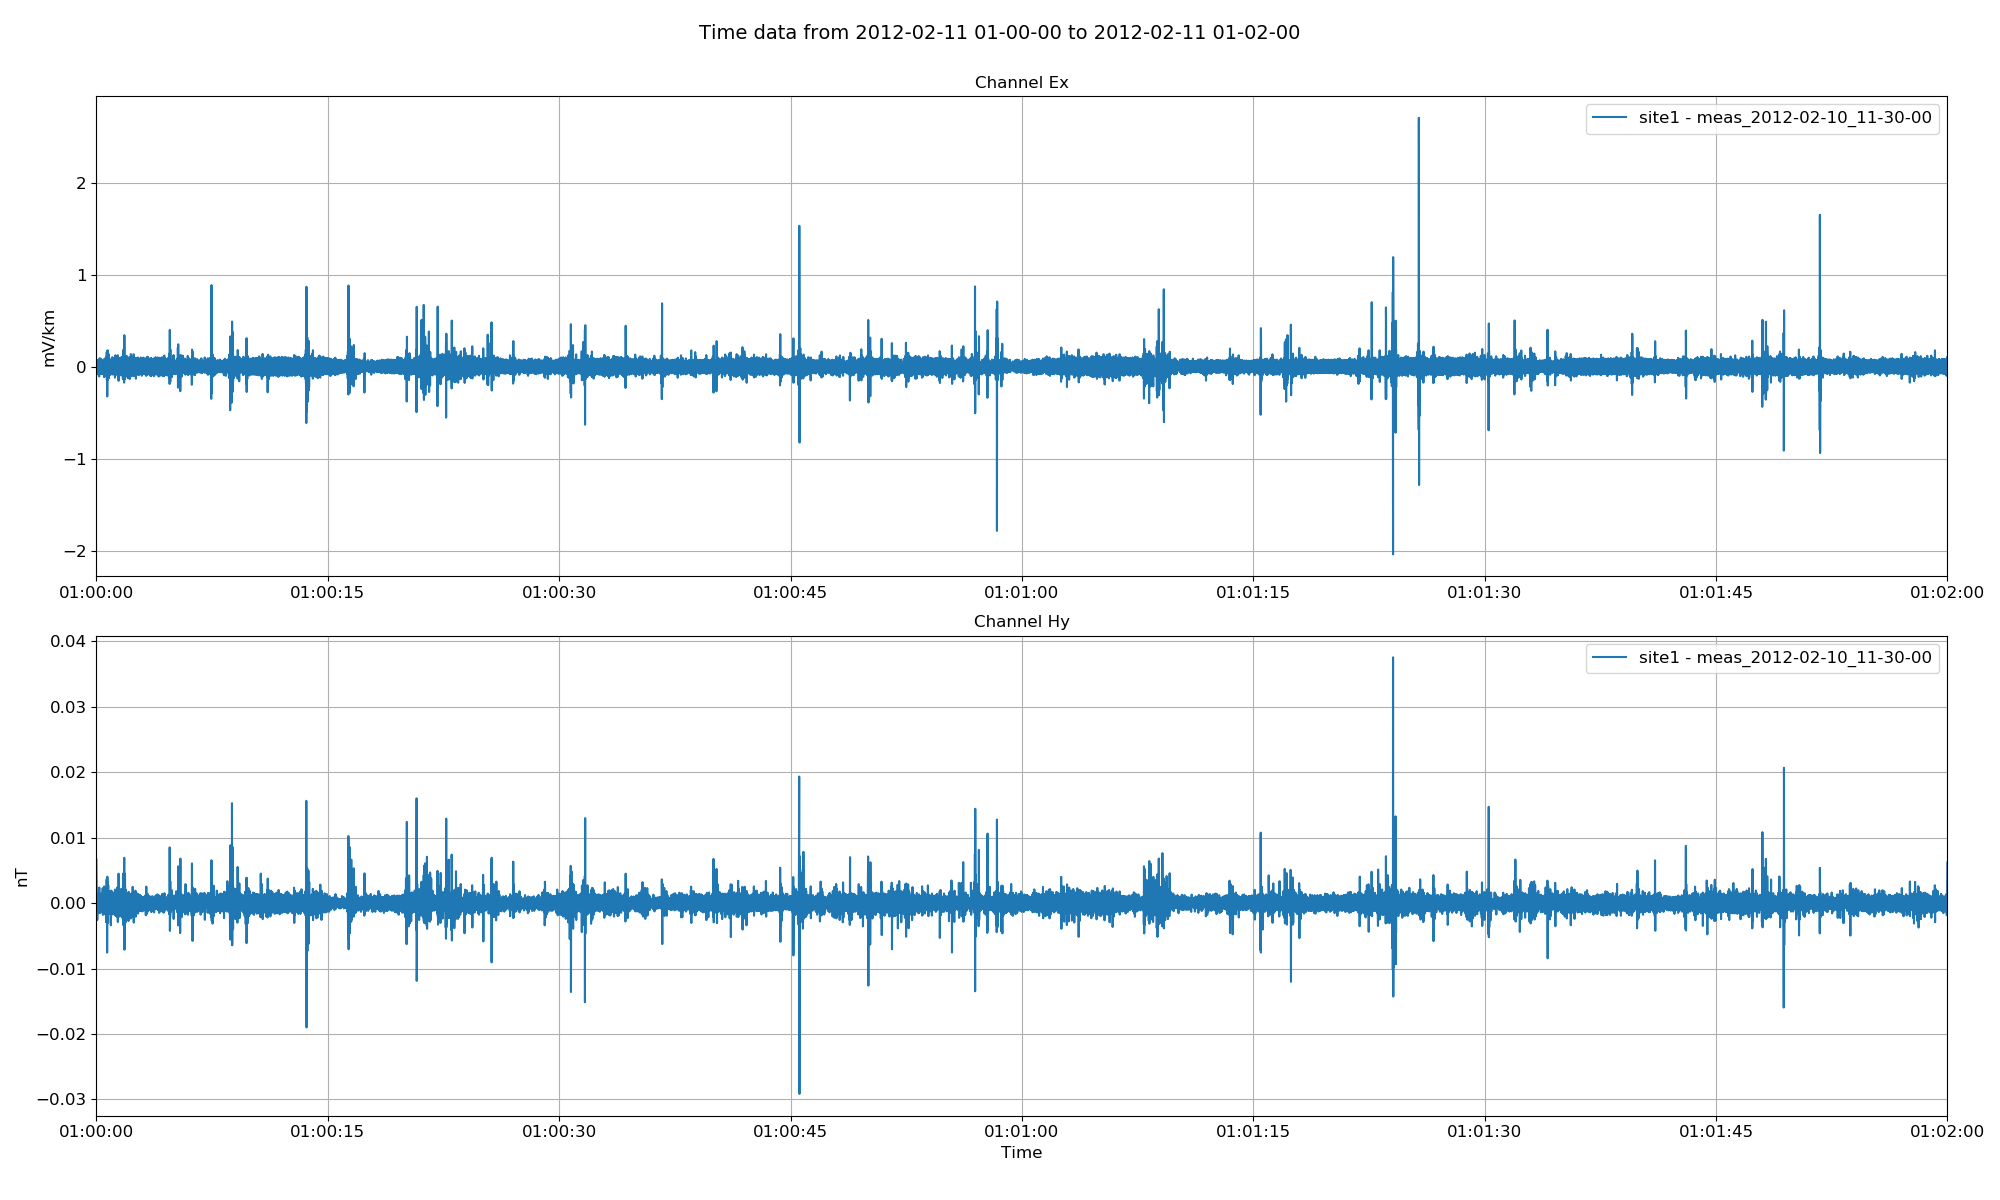 Time data from 2012-02-11 01-00-00 to 2012-02-11 01-02-00
Channel Ex
site1 - meas_2012-02-10_11-30-00
2
1
0
−1
−2
mV/km
01:00:00 01:00:15 01:00:30 01:00:45 01:01:00 01:01:15 01:01:30 01:01:45 01:02:00
Channel Hy
site1 - meas_2012-02-10_11-30-00
0.04
0.03
0.02
0.01
0.00
−0.01
−0.02
−0.03
nT
01:00:00 01:00:15 01:00:30 01:00:45 01:01:00 01:01:15 01:01:30 01:01:45 01:02:00
Time